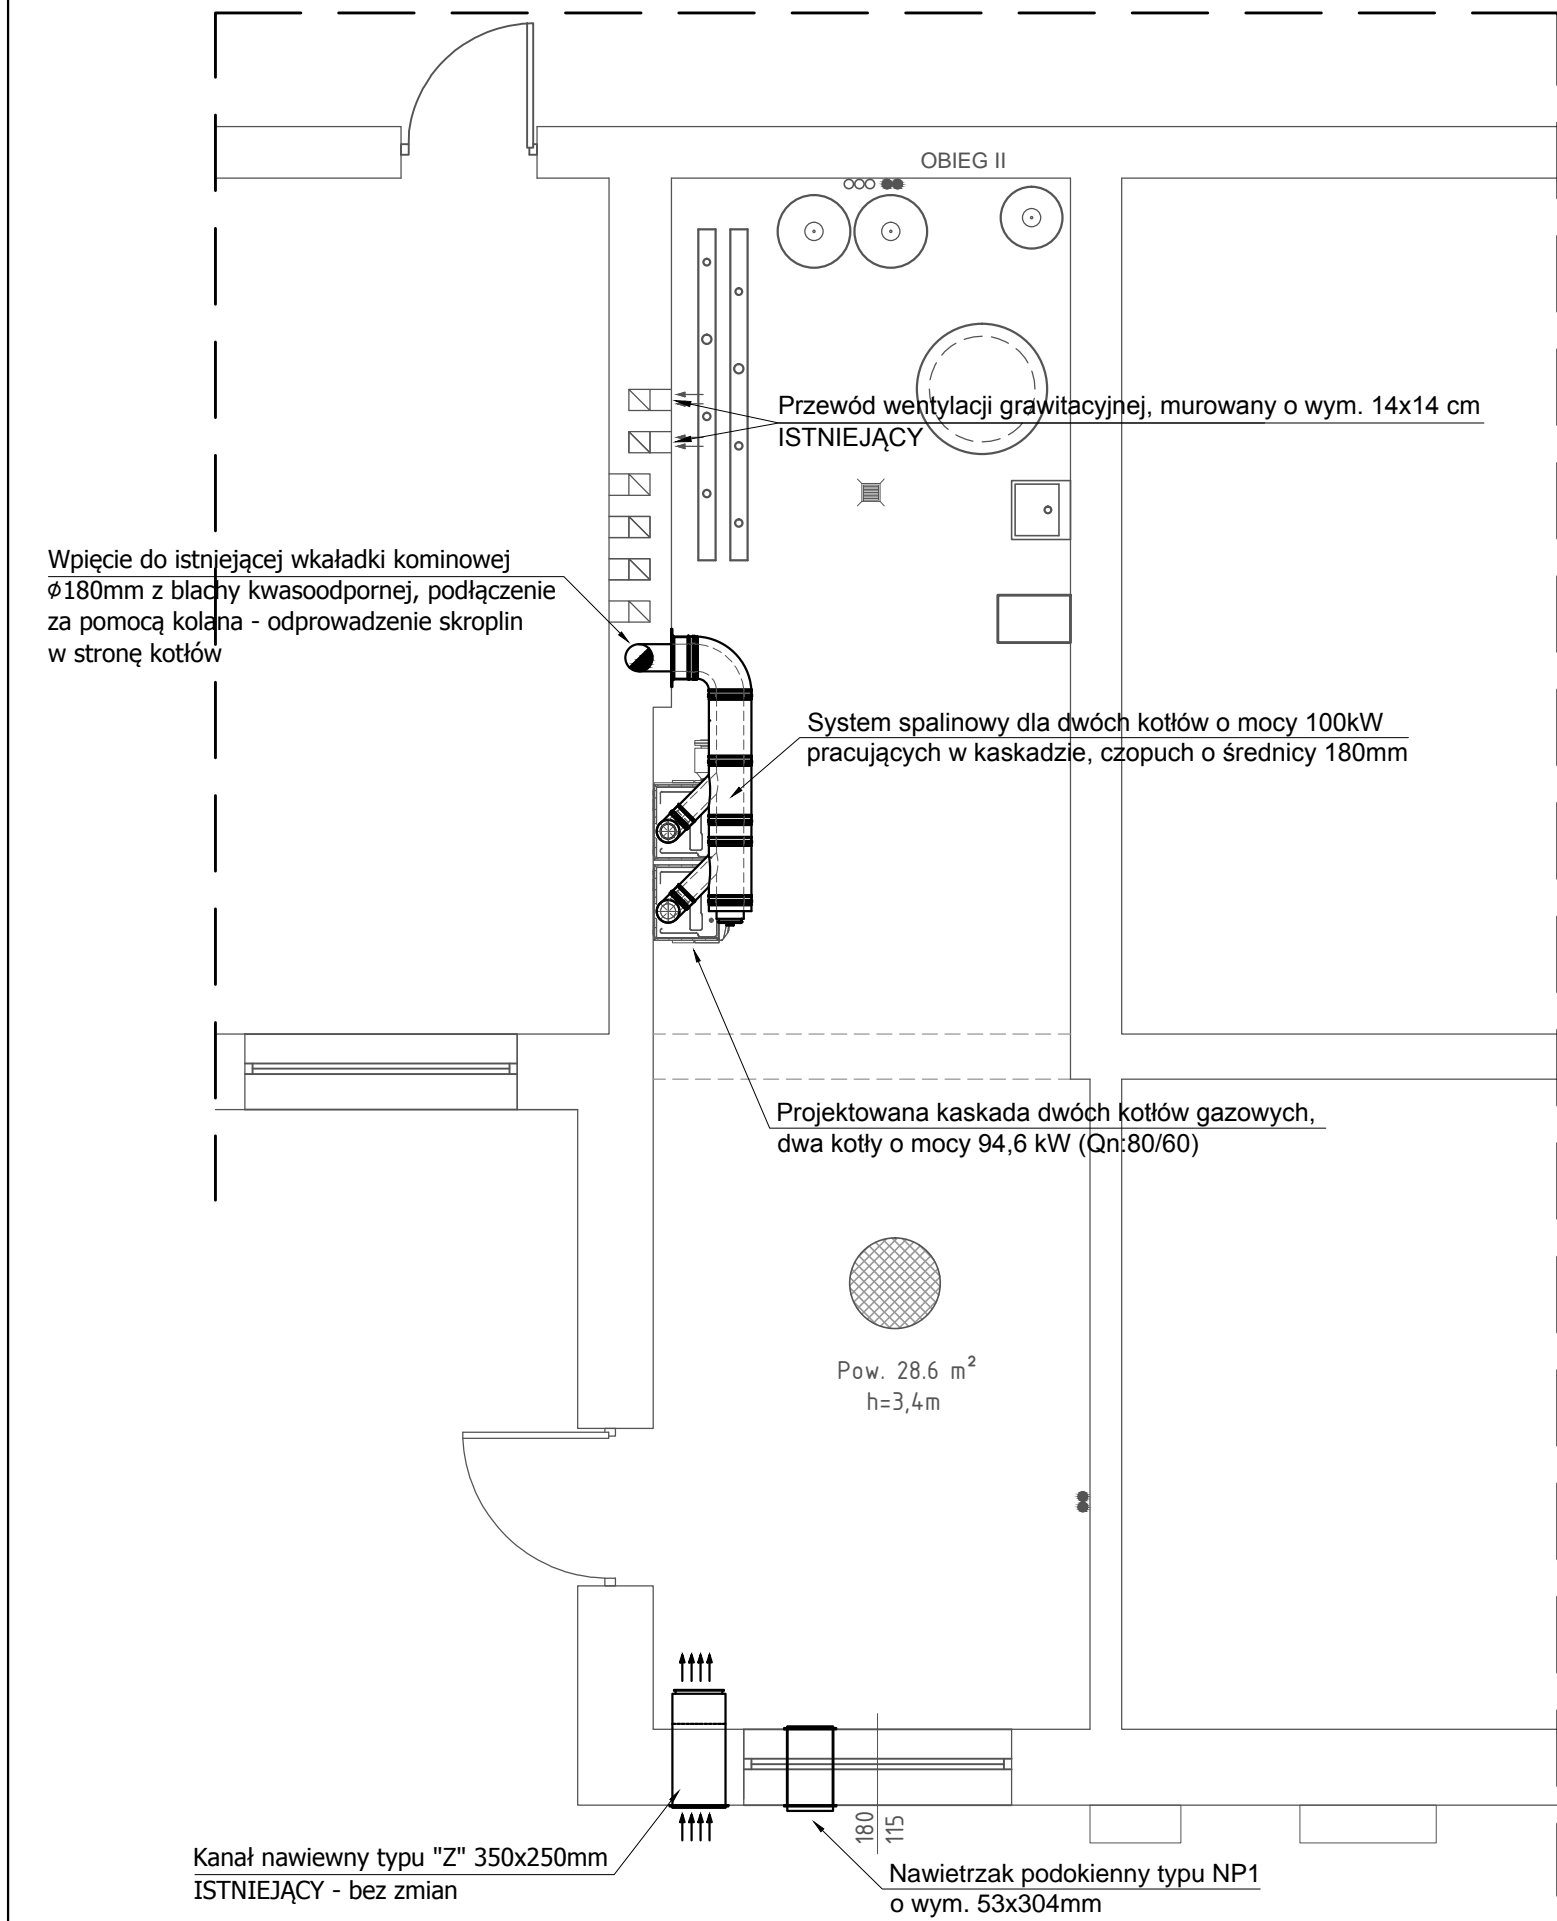 OBIEG II
Przewód wentylacji grawitacyjnej, murowany o wym. 14x14 cm
ISTNIEJĄCY
Wpięcie do istniejącej wkaładki kominowej
Φ180mm z blachy kwasoodpornej, podłączenie
za pomocą kolana - odprowadzenie skroplin
w stronę kotłów
System spalinowy dla dwóch kotłów o mocy 100kW
pracujących w kaskadzie, czopuch o średnicy 180mm
Projektowana kaskada dwóch kotłów gazowych,
dwa kotły o mocy 94,6 kW (Qn:80/60)
Pow. 28.6 m²
h=3,4m
180
115
Kanał nawiewny typu "Z" 350x250mm
ISTNIEJĄCY - bez zmian
Nawietrzak podokienny typu NP1
o wym. 53x304mm